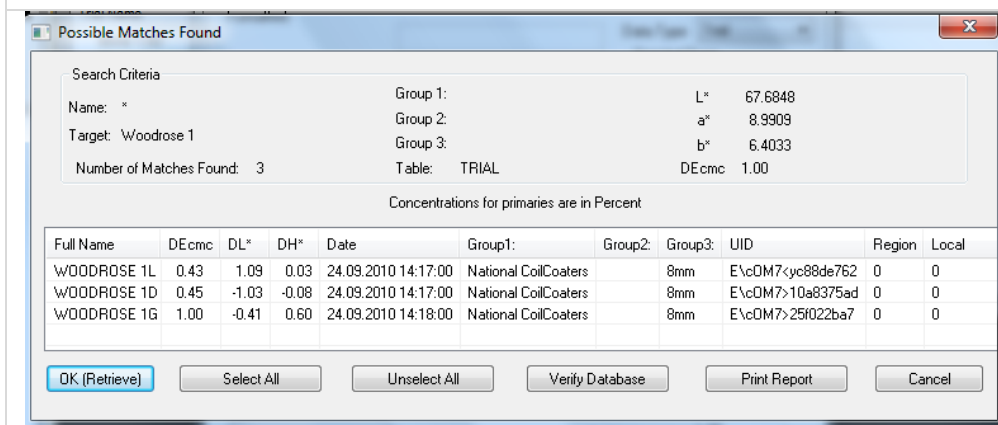 Possible Matches Found
Search Criteria
Name: *
Target: Woodrose 1
Number of Matches Found: 3
Group 1:
Group 2:
Group 3:
Table: TRIAL
L* 67.6848
a* 8.9909
b* 6.4033
DEcmc 1.00
Concentrations for primaries are in Percent
Full Name DEcmc DL* DH* Date Group1: Group2: Group3: UID Region Local
WOODROSE 1L 0.43 1.09 0.03 24.09.2010 14:17:00 National CoilCoaters 8mm E\cOM7<yc88de762 0 0
WOODROSE 1D 0.45 -1.03 -0.08 24.09.2010 14:17:00 National CoilCoaters 8mm E\cOM7>10a8375ad 0 0
WOODROSE 1G 1.00 -0.41 0.60 24.09.2010 14:18:00 National CoilCoaters 8mm E\cOM7>25f022ba7 0 0
OK (Retrieve) Select All Unselect All Verify Database Print Report Cancel